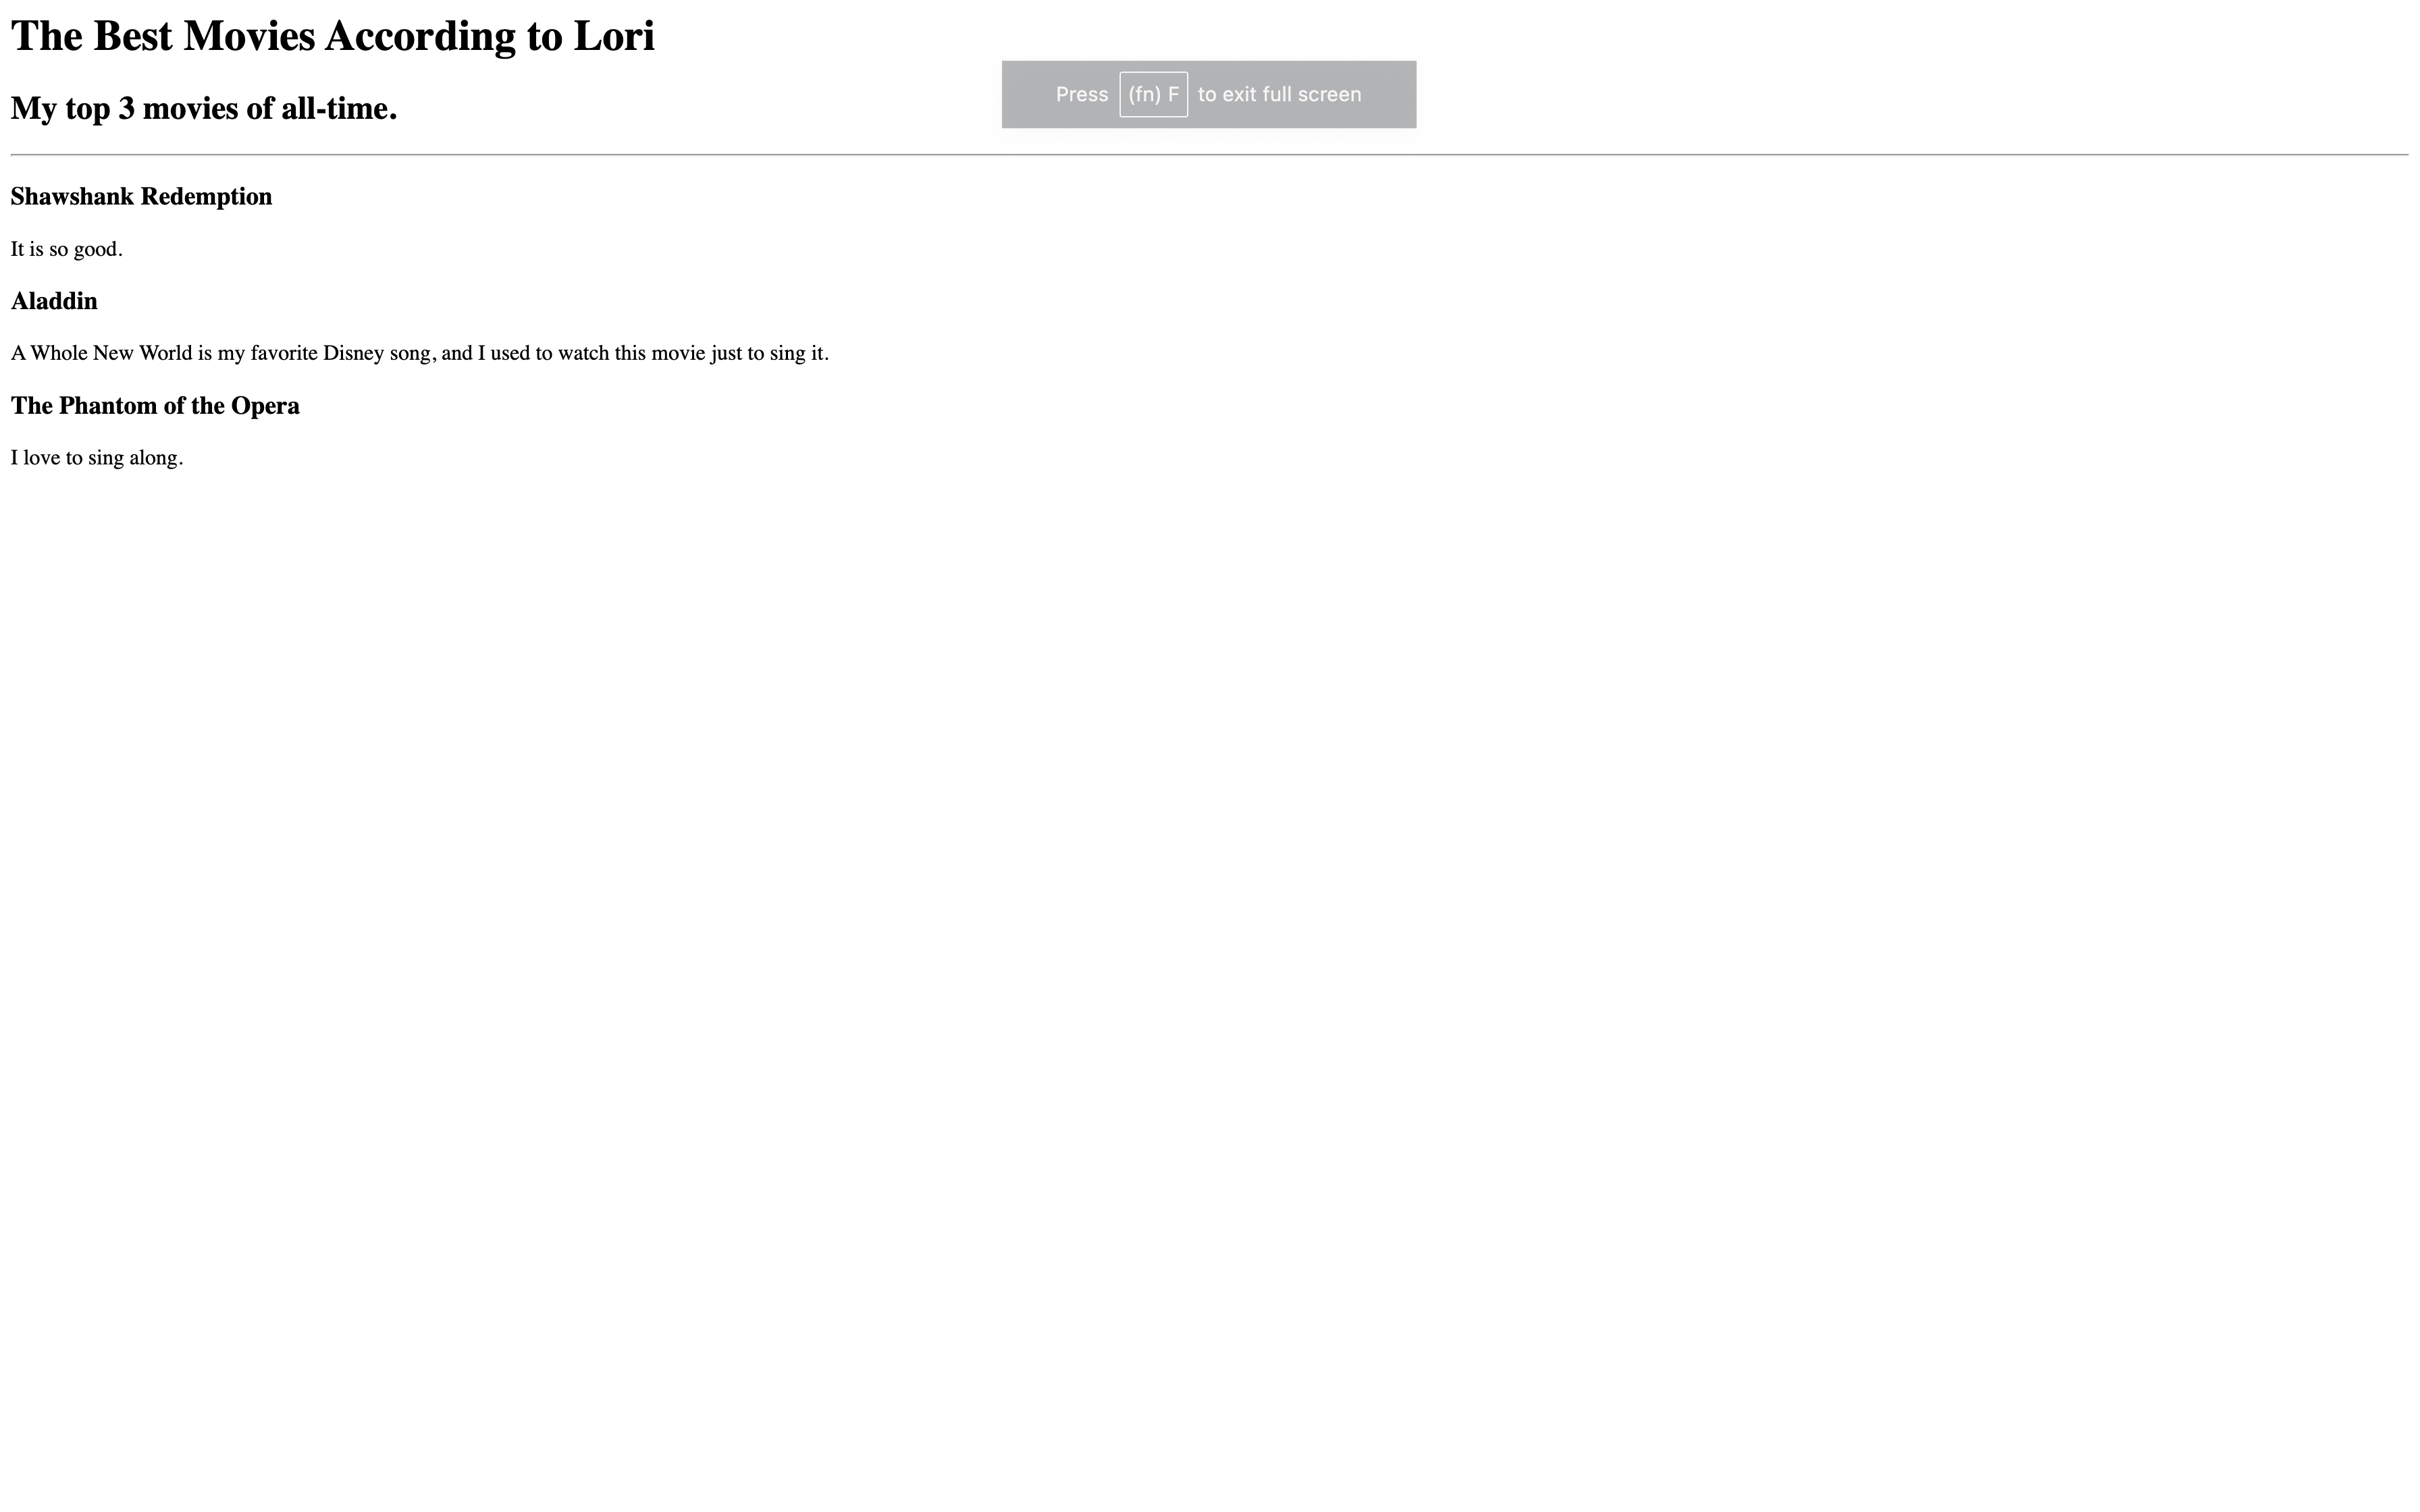 The Best Movies According to Lori
Press (fn) F to exit full screen
My top 3 movies of all-time.
Shawshank Redemption
It is so good.
Aladdin
A Whole New World is my favorite Disney song, and I used to watch this movie just to sing it.
The Phantom of the Opera
I love to sing along.